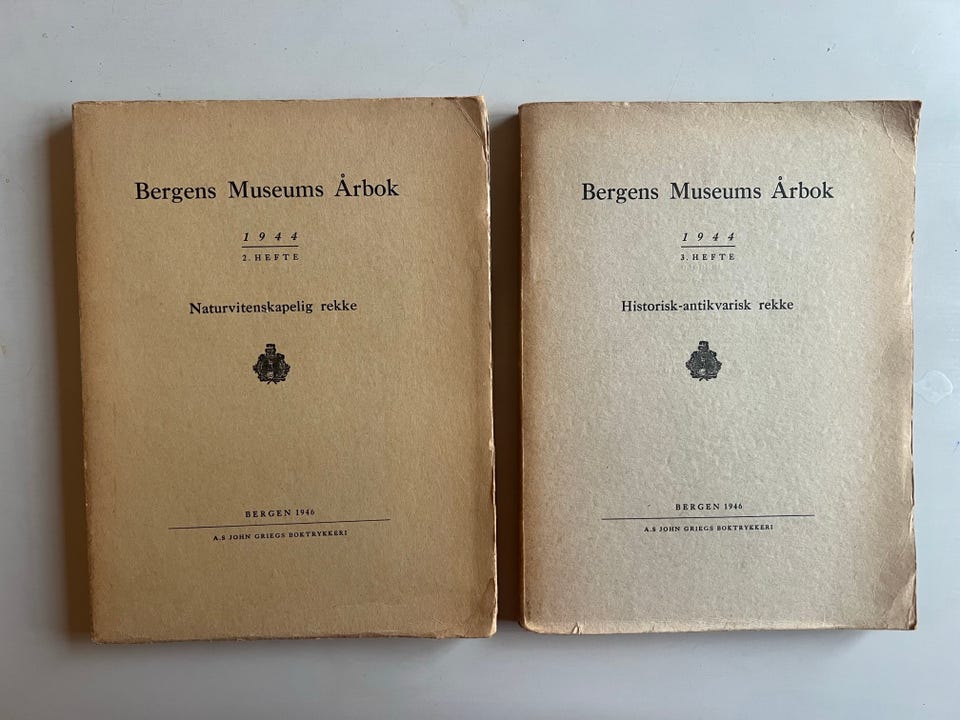 Bergens Museums Årbok
1944
2. HEFTE
Naturvitenskapelig rekke
BERGEN 1946
A.S JOHN GRIEGS BOKTRYKKERI
Bergens Museums Årbok
1944
3. HEFTE
Historisk-antikvarisk rekke
BERGEN 1946
A.S JOHN GRIEGS BOKTRYKKERI